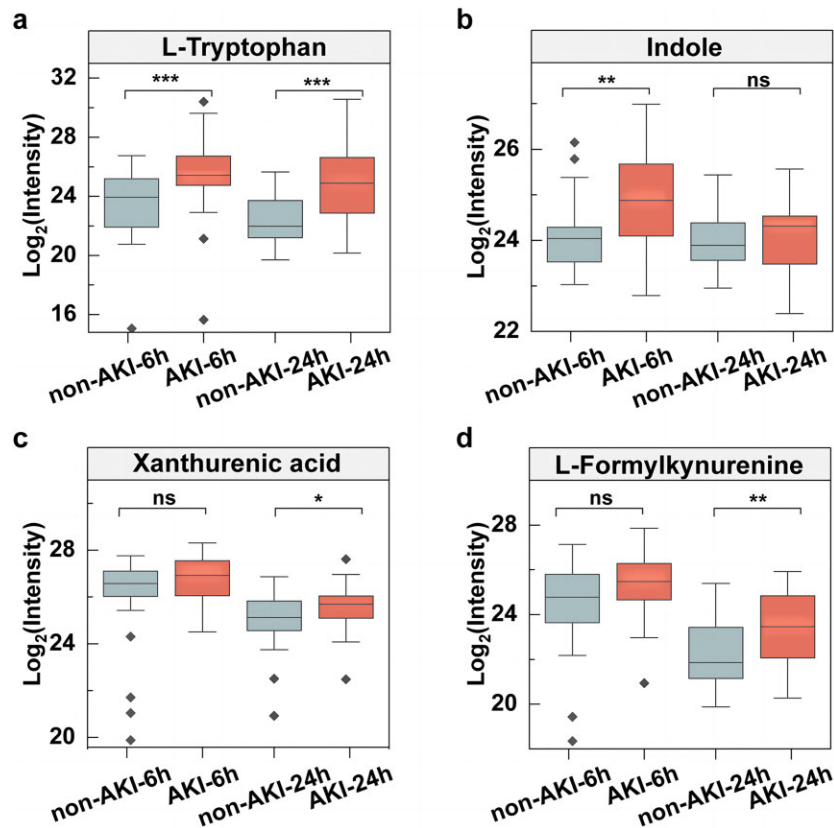 a
L-Tryptophan
Log₂(Intensity)
32
28
24
20
16
***
***
non-AKI-6h
AKI-6h
non-AKI-24h
AKI-24h
b
Indole
Log₂(Intensity)
26
24
22
**
ns
non-AKI-6h
AKI-6h
non-AKI-24h
AKI-24h
c
Xanthurenic acid
Log₂(Intensity)
28
24
20
ns
*
non-AKI-6h
AKI-6h
non-AKI-24h
AKI-24h
d
L-Formylkynurenine
Log₂(Intensity)
28
24
20
ns
**
non-AKI-6h
AKI-6h
non-AKI-24h
AKI-24h